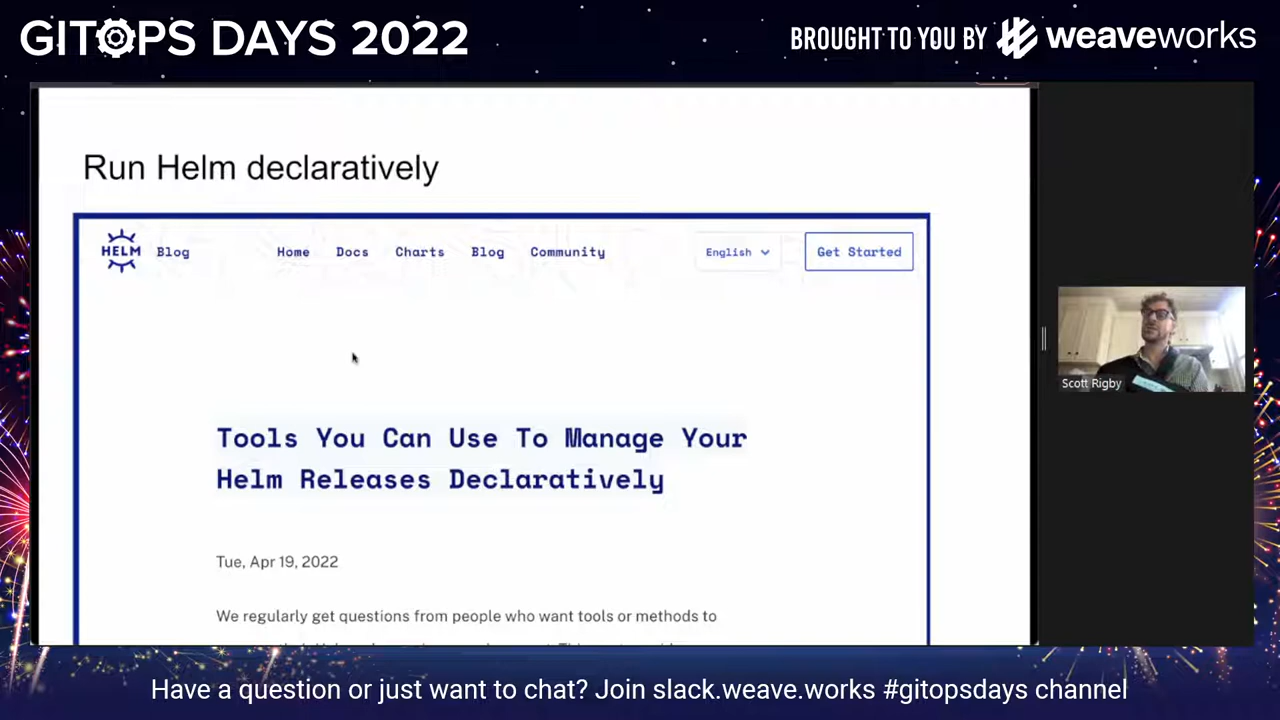 GITOPS DAYS 2022
BROUGHT TO YOU BY weaveworks
Run Helm declaratively
HELM Blog Home Docs Charts Blog Community English Get Started
Tools You Can Use To Manage Your
Helm Releases Declaratively
Tue, Apr 19, 2022
We regularly get questions from people who want tools or methods to
Scott Rigby
Have a question or just want to chat? Join slack.weave.works #gitopsdays channel